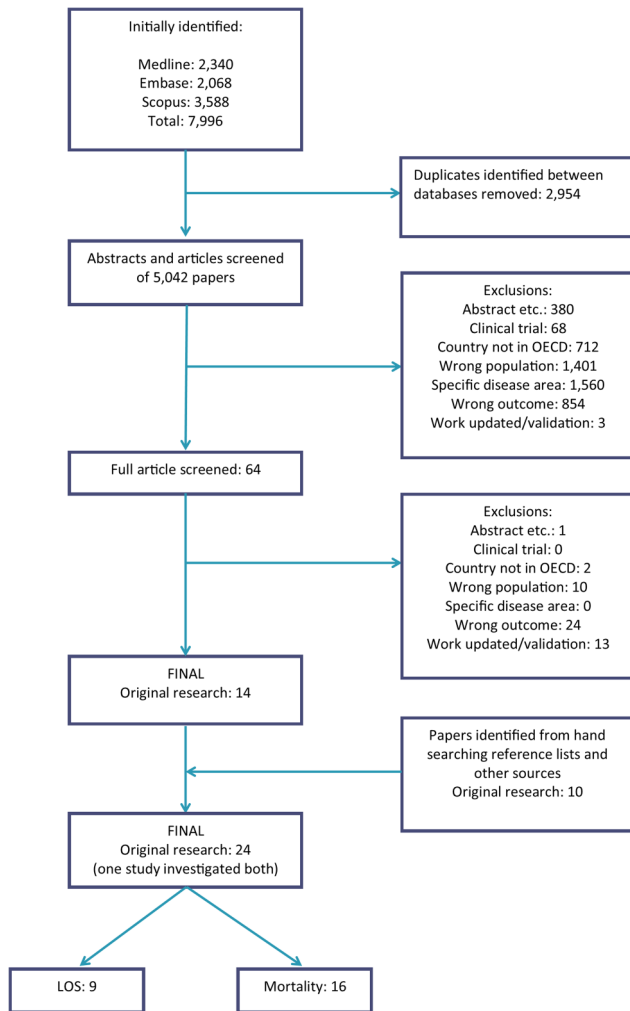 Initially identified:
Medline: 2,340
Embase: 2,068
Scopus: 3,588
Total: 7,996
Duplicates identified between
databases removed: 2,954
Abstracts and articles screened
of 5,042 papers
Exclusions:
Abstract etc.: 380
Clinical trial: 68
Country not in OECD: 712
Wrong population: 1,401
Specific disease area: 1,560
Wrong outcome: 854
Work updated/validation: 3
Full article screened: 64
Exclusions:
Abstract etc.: 1
Clinical trial: 0
Country not in OECD: 2
Wrong population: 10
Specific disease area: 0
Wrong outcome: 24
Work updated/validation: 13
FINAL
Original research: 14
Papers identified from hand
searching reference lists and
other sources
Original research: 10
FINAL
Original research: 24
(one study investigated both)
LOS: 9
Mortality: 16